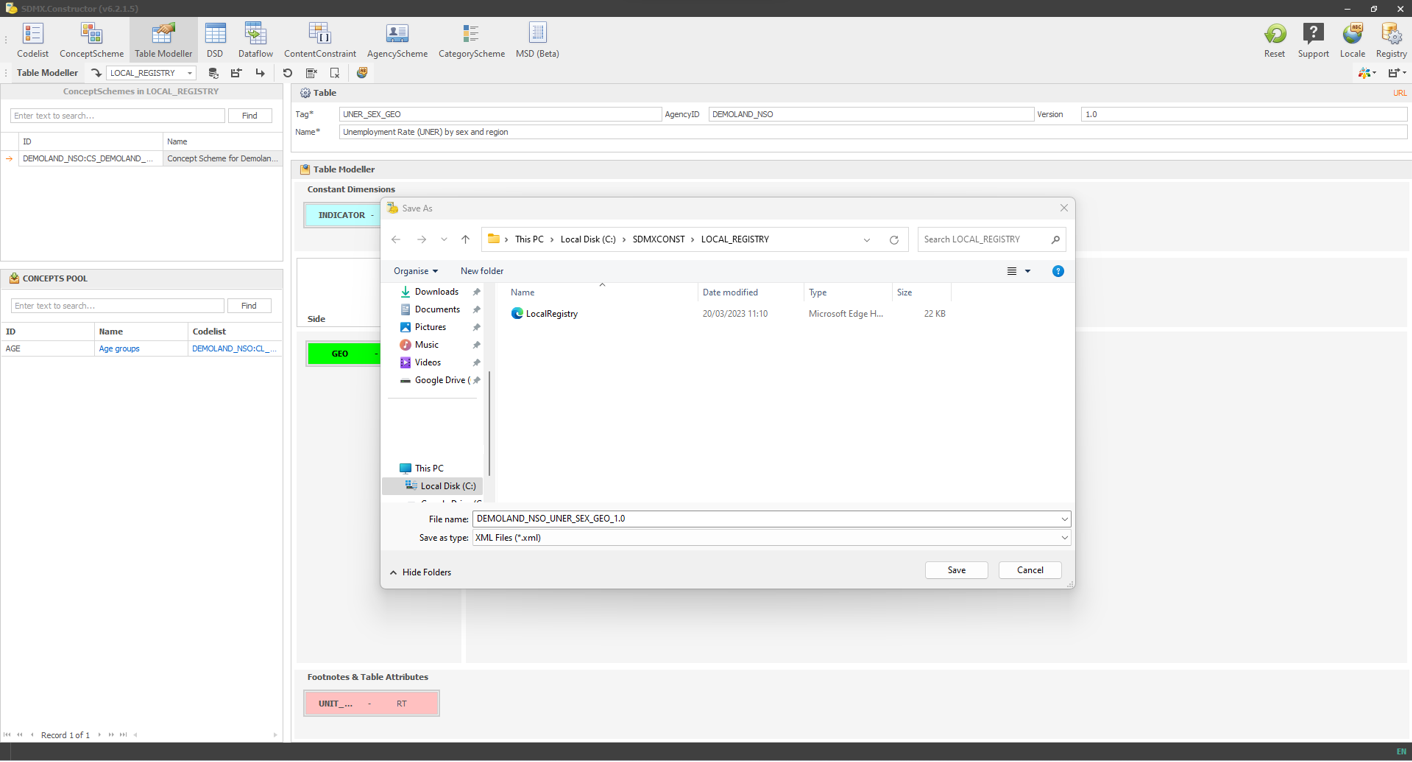 SDMX.Constructor (v6.2.1.5)
Codelist
ConceptScheme
Table Modeller
DSD
Dataflow
ContentConstraint
AgencyScheme
CategoryScheme
MSD (Beta)
Reset
Support
Locale
Registry
Table Modeller
LOCAL_REGISTRY
ConceptSchemes in LOCAL_REGISTRY
Enter text to search...
Find
ID Name
DEMOLAND_NSO:CS_DEMOLAND_... Concept Scheme for Demolan...
CONCEPTS POOL
Enter text to search...
Find
ID Name Codelist
AGE Age groups DEMOLAND_NSO:CL_...
Record 1 of 1
Table
URL
Tag* UNER_SEX_GEO AgencyID DEMOLAND_NSO Version 1.0
Name* Unemployment Rate (UNER) by sex and region
Table Modeller
Constant Dimensions
INDICATOR -
Side
GEO -
Save As
This PC > Local Disk (C:) > SDMXCONST > LOCAL_REGISTRY
Search LOCAL_REGISTRY
Organise
New folder
Downloads
Documents
Pictures
Music
Videos
Google Drive (
This PC
Local Disk (C:)
Name Date modified Type Size
LocalRegistry 20/03/2023 11:10 Microsoft Edge H... 22 KB
File name: DEMOLAND_NSO_UNER_SEX_GEO_1.0
Save as type: XML Files (*.xml)
Hide Folders
Save
Cancel
Footnotes & Table Attributes
UNIT_... - RT
EN